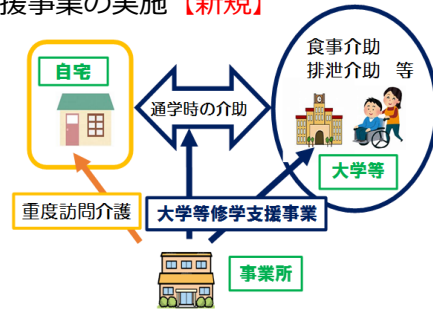 援事業の実施【新規】
自宅
通学時の介助
食事介助
排泄介助 等
大学等
重度訪問介護
大学等修学支援事業
事業所